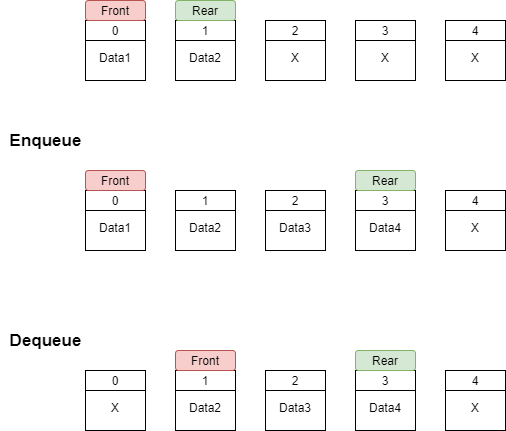 Front Rear
0 1 2 3 4
Data1 Data2 X X X
Enqueue
Front Rear
0 1 2 3 4
Data1 Data2 Data3 Data4 X
Dequeue
Front Rear
0 1 2 3 4
X Data2 Data3 Data4 X